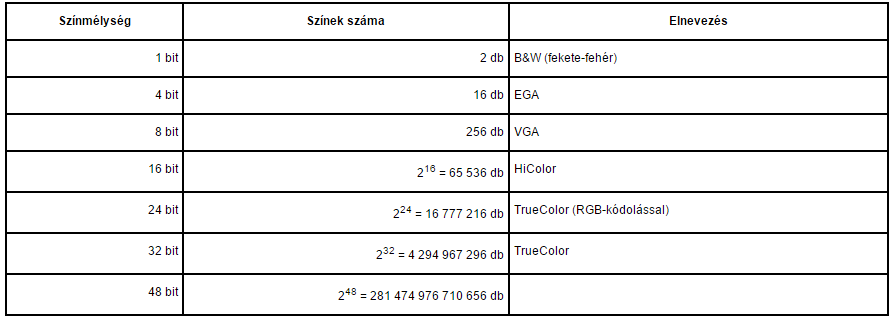 Színmélység Színek száma Elnevezés
1 bit 2 db B&W (fekete-fehér)
4 bit 16 db EGA
8 bit 256 db VGA
16 bit 2^16 = 65 536 db HiColor
24 bit 2^24 = 16 777 216 db TrueColor (RGB-kódolással)
32 bit 2^32 = 4 294 967 296 db TrueColor
48 bit 2^48 = 281 474 976 710 656 db